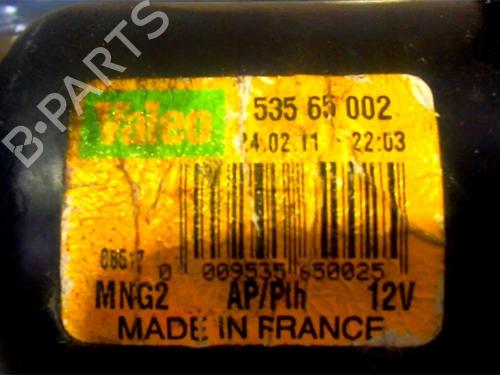 B-PARTS
Valeo 535 65 002
24.02.11 - 22:03
0 009535 650025
MNG2 AP/Pth 12V
MADE IN FRANCE